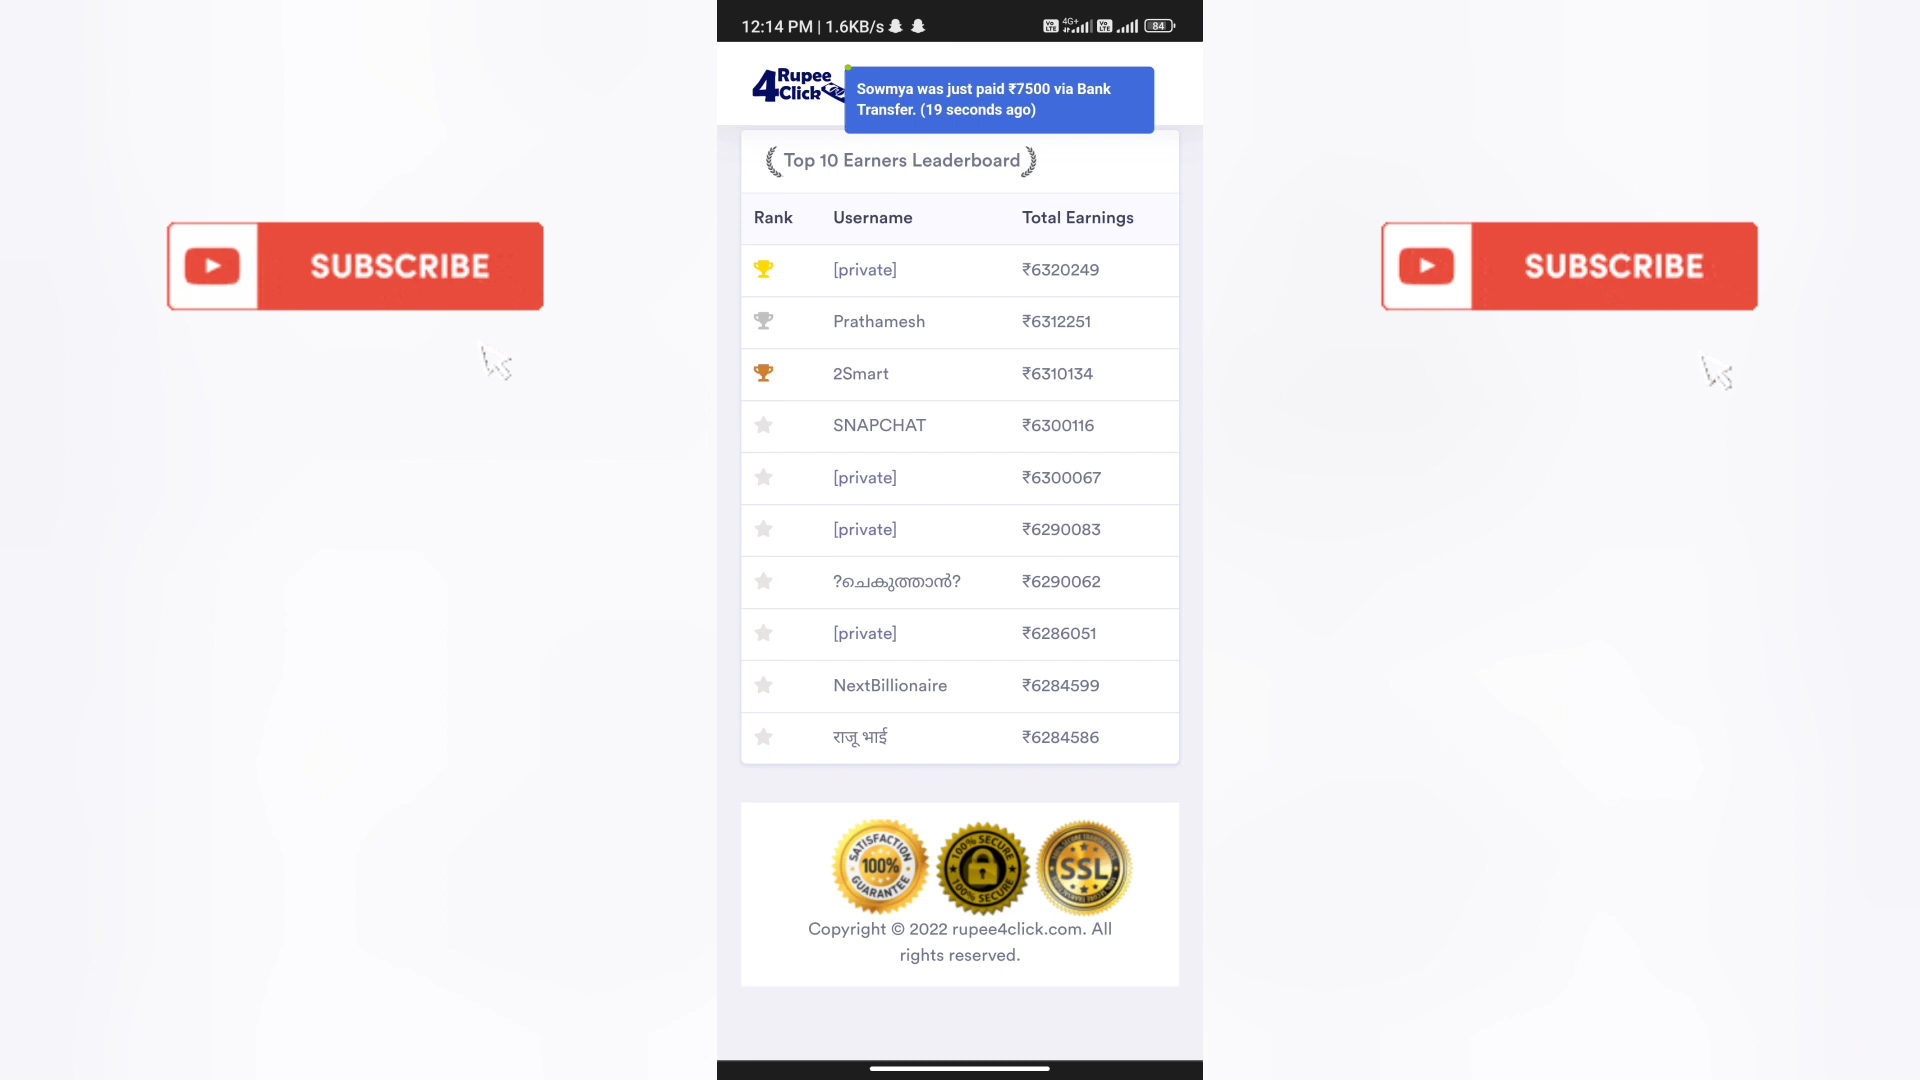 12:14 PM | 1.6KB/s
4G+
84
4 Rupee
Click
Sowmya was just paid ₹7500 via Bank
Transfer. (19 seconds ago)
Top 10 Earners Leaderboard
Rank Username Total Earnings
[private] ₹6320249
Prathamesh ₹6312251
2Smart ₹6310134
SNAPCHAT ₹6300116
[private] ₹6300067
[private] ₹6290083
?ചെകുത്താൻ? ₹6290062
[private] ₹6286051
NextBillionaire ₹6284599
राजू भाई ₹6284586
SUBSCRIBE
SUBSCRIBE
SATISFACTION
100%
GUARANTEE
100% SECURE
100% SECURE
SSL
Copyright © 2022 rupee4click.com. All
rights reserved.